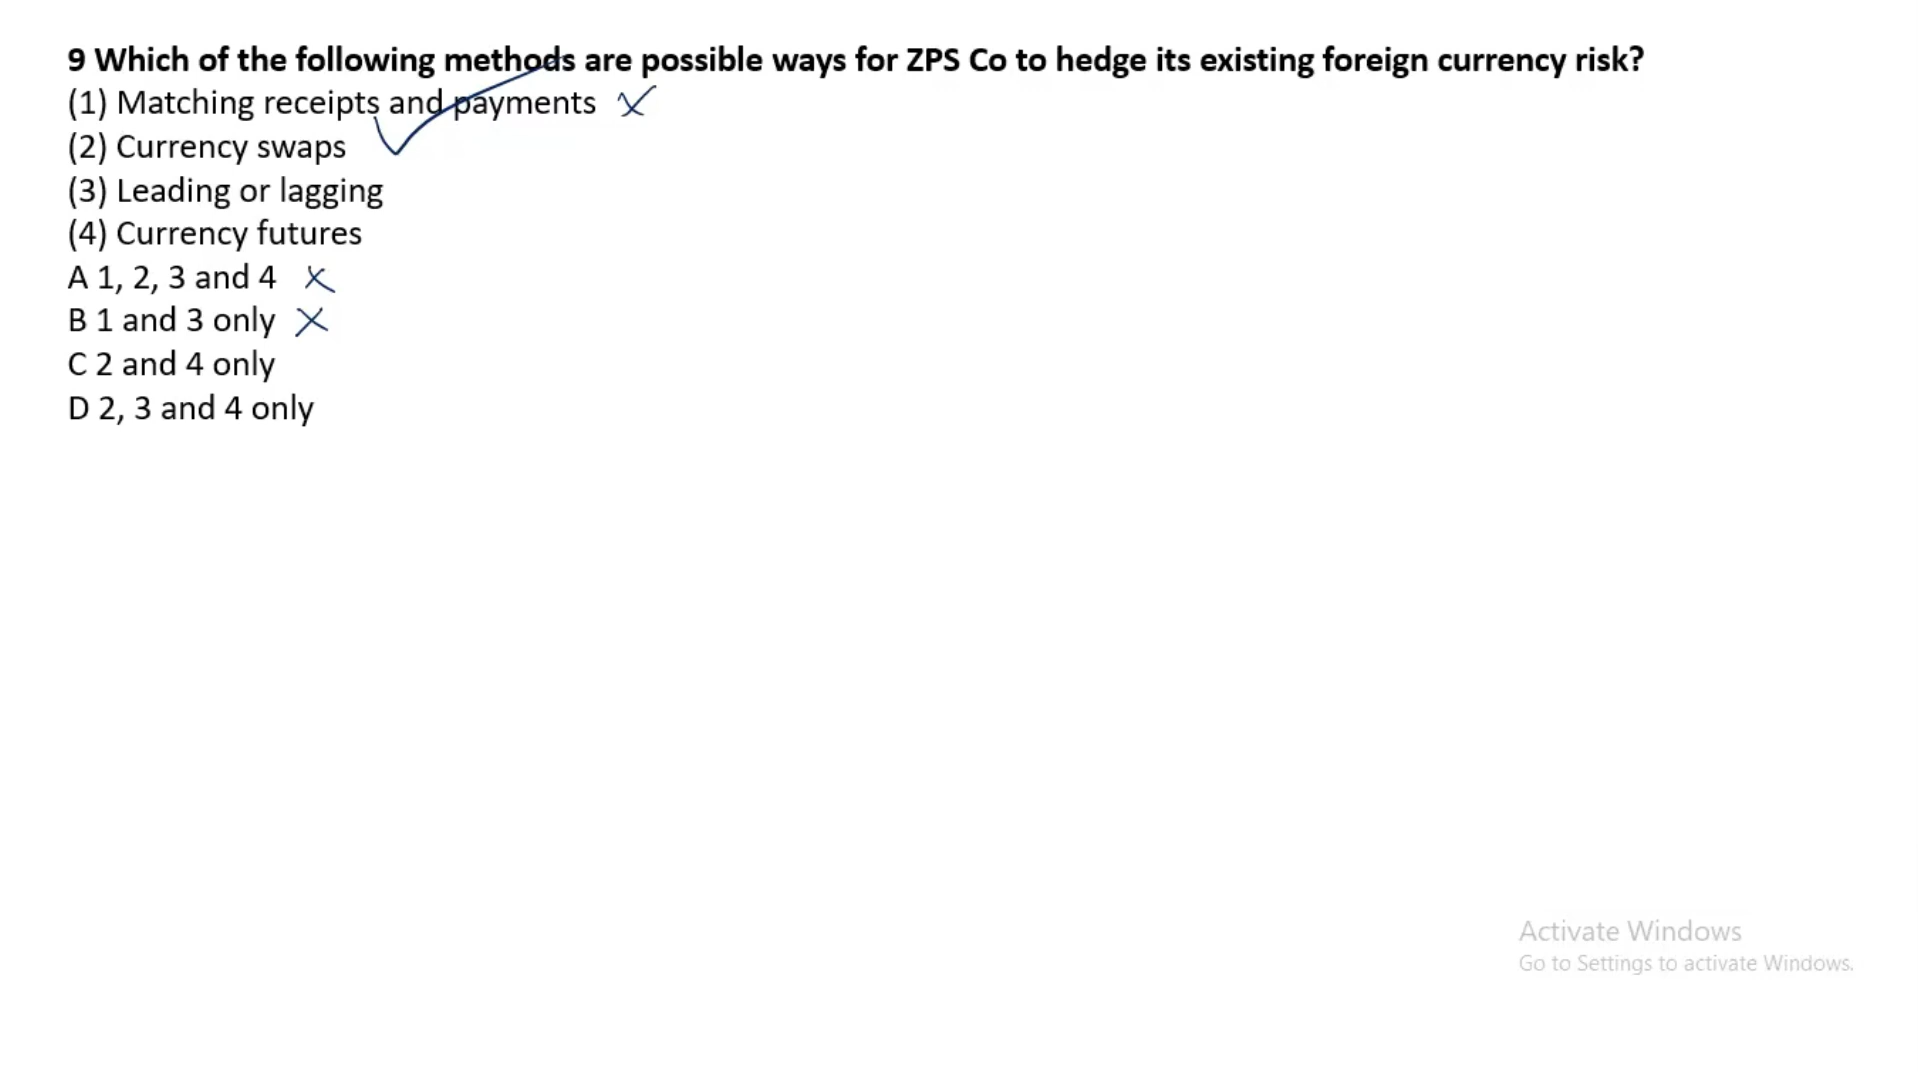 9 Which of the following methods are possible ways for ZPS Co to hedge its existing foreign currency risk?
(1) Matching receipts and payments
(2) Currency swaps
(3) Leading or lagging
(4) Currency futures
A 1, 2, 3 and 4
B 1 and 3 only
C 2 and 4 only
D 2, 3 and 4 only
Activate Windows
Go to Settings to activate Windows.